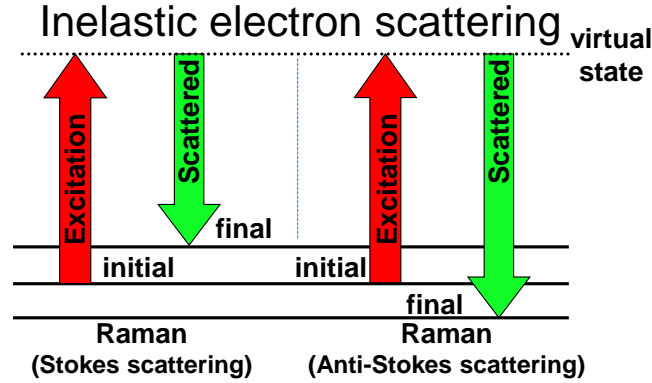 Inelastic electron scattering
virtual
state
Excitation
Scattered
Excitation
Scattered
final
initial
initial
final
Raman
(Stokes scattering)
Raman
(Anti-Stokes scattering)